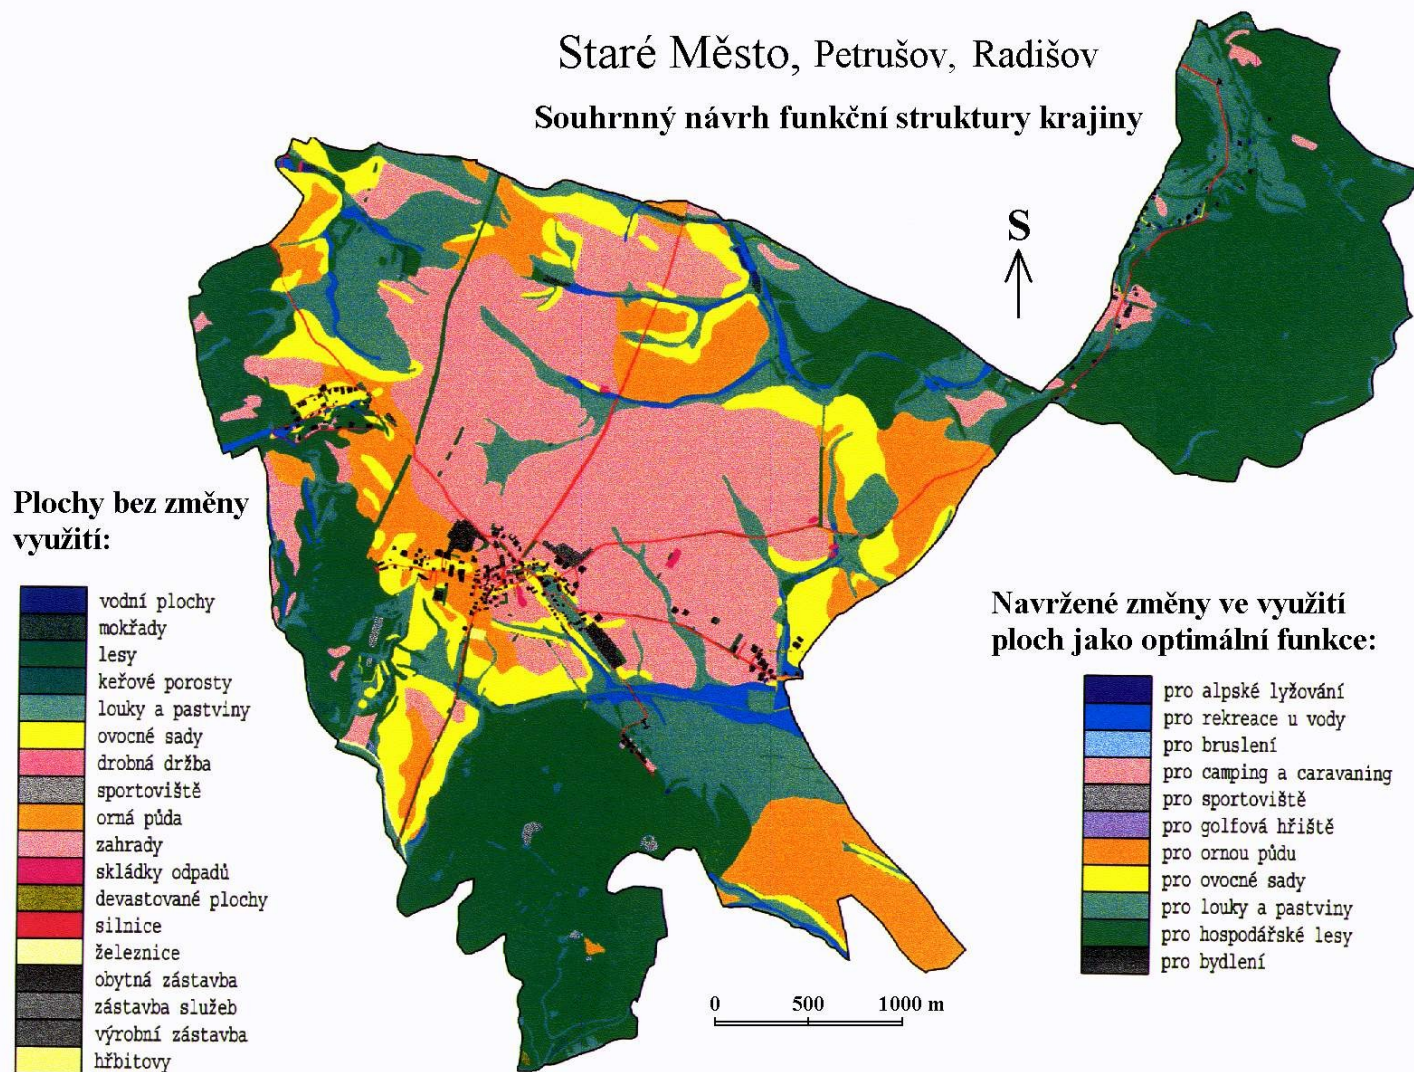 Staré Město, Petrušov, Radišov
Souhrnný návrh funkční struktury krajiny
S
Plochy bez změny
využití:
vodní plochy
mokřady
lesy
keřové porosty
louky a pastviny
ovocné sady
drobná držba
sportoviště
orná půda
zahrady
skládky odpadů
devastované plochy
silnice
železnice
obytná zástavba
zástavba služeb
výrobní zástavba
hřbitovy
Navržené změny ve využití
ploch jako optimální funkce:
pro alpské lyžování
pro rekreace u vody
pro bruslení
pro camping a caravaning
pro sportoviště
pro golfová hřiště
pro ornou půdu
pro ovocné sady
pro louky a pastviny
pro hospodářské lesy
pro bydlení
0 500 1000 m